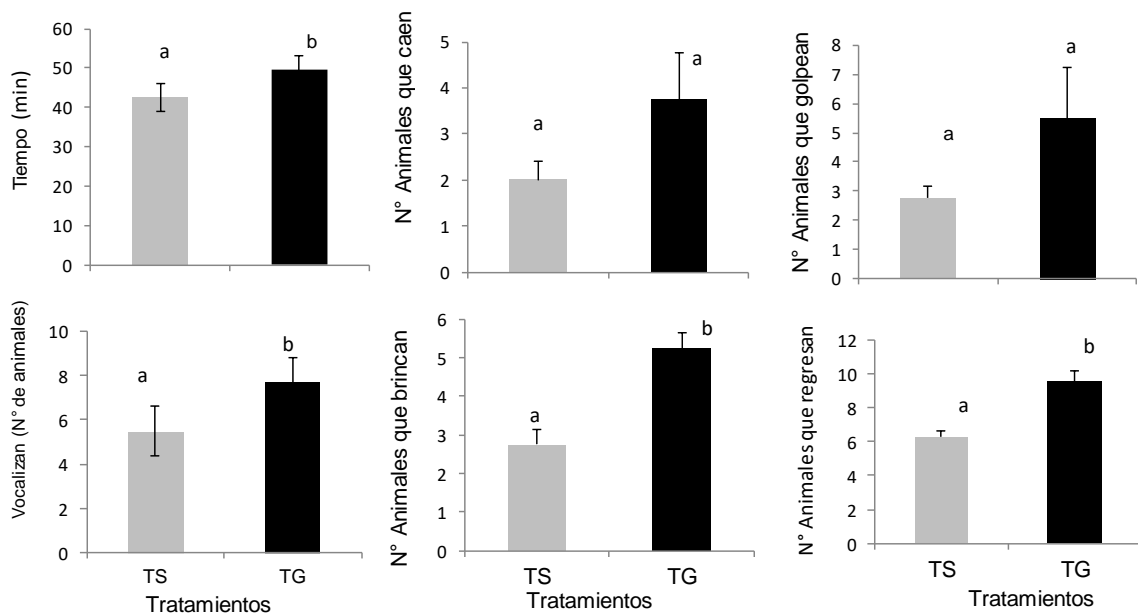 Tiempo (min)
60
50
40
30
20
10
0
a
b
N° Animales que caen
5
4
3
2
1
0
a
a
N° Animales que golpean
8
7
6
5
4
3
2
1
0
a
a
Vocalizan (N° de animales)
10
8
6
4
2
0
a
b
TS TG
Tratamientos
N° Animales que brincan
6
5
4
3
2
1
0
a
b
TS TG
Tratamientos
N° Animales que regresan
12
10
8
6
4
2
0
a
b
TS TG
Tratamientos